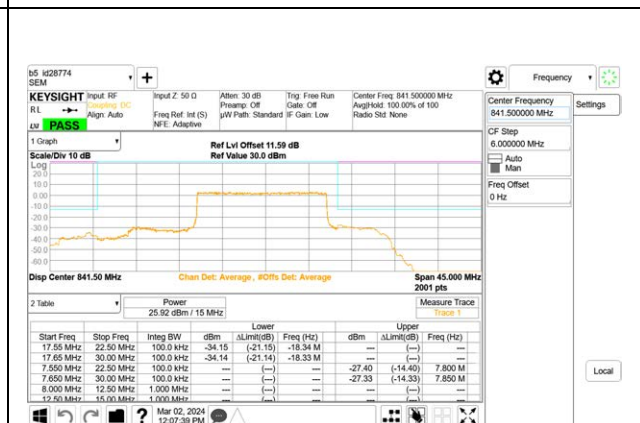 b5 id28774
SEM
Frequency
KEYSIGHT
RL
LXI
PASS
Input: RF
Coupling: DC
Align: Auto
Input Z: 50 Ω
Freq Ref: Int (S)
NFE: Adaptive
Atten: 30 dB
Preamp: Off
µW Path: Standard
Trig: Free Run
Gate: Off
IF Gain: Low
Center Freq: 841.500000 MHz
Avg|Hold: 100.00% of 100
Radio Std: None
Center Frequency
841.500000 MHz
Settings
CF Step
6.000000 MHz
Auto
Man
Freq Offset
0 Hz
1 Graph
Scale/Div 10 dB
Ref Lvl Offset 11.59 dB
Ref Value 30.0 dBm
Log
20.0
10.0
0.00
-10.0
-20.0
-30.0
-40.0
-50.0
-60.0
Disp Center 841.50 MHz
Chan Det: Average, #Offs Det: Average
Span 45.000 MHz
2001 pts
2 Table
Power
25.92 dBm / 15 MHz
Measure Trace
Trace 1
Lower Upper
Start Freq Stop Freq Integ BW dBm ΔLimit(dB) Freq (Hz) dBm ΔLimit(dB) Freq (Hz)
17.55 MHz 22.50 MHz 100.0 kHz -34.15 (-21.15) -18.34 M --- (---) ---
17.65 MHz 30.00 MHz 100.0 kHz -34.14 (-21.14) -18.33 M --- (---) ---
7.550 MHz 22.50 MHz 100.0 kHz --- (---) --- -27.40 (-14.40) 7.800 M
7.650 MHz 30.00 MHz 100.0 kHz --- (---) --- -27.33 (-14.33) 7.850 M
8.000 MHz 12.50 MHz 1.000 MHz --- (---) --- --- (---) ---
12.50 MHz 15.00 MHz 1.000 MHz --- (---) --- --- (---) ---
Local
Mar 02, 2024
12:07:39 PM